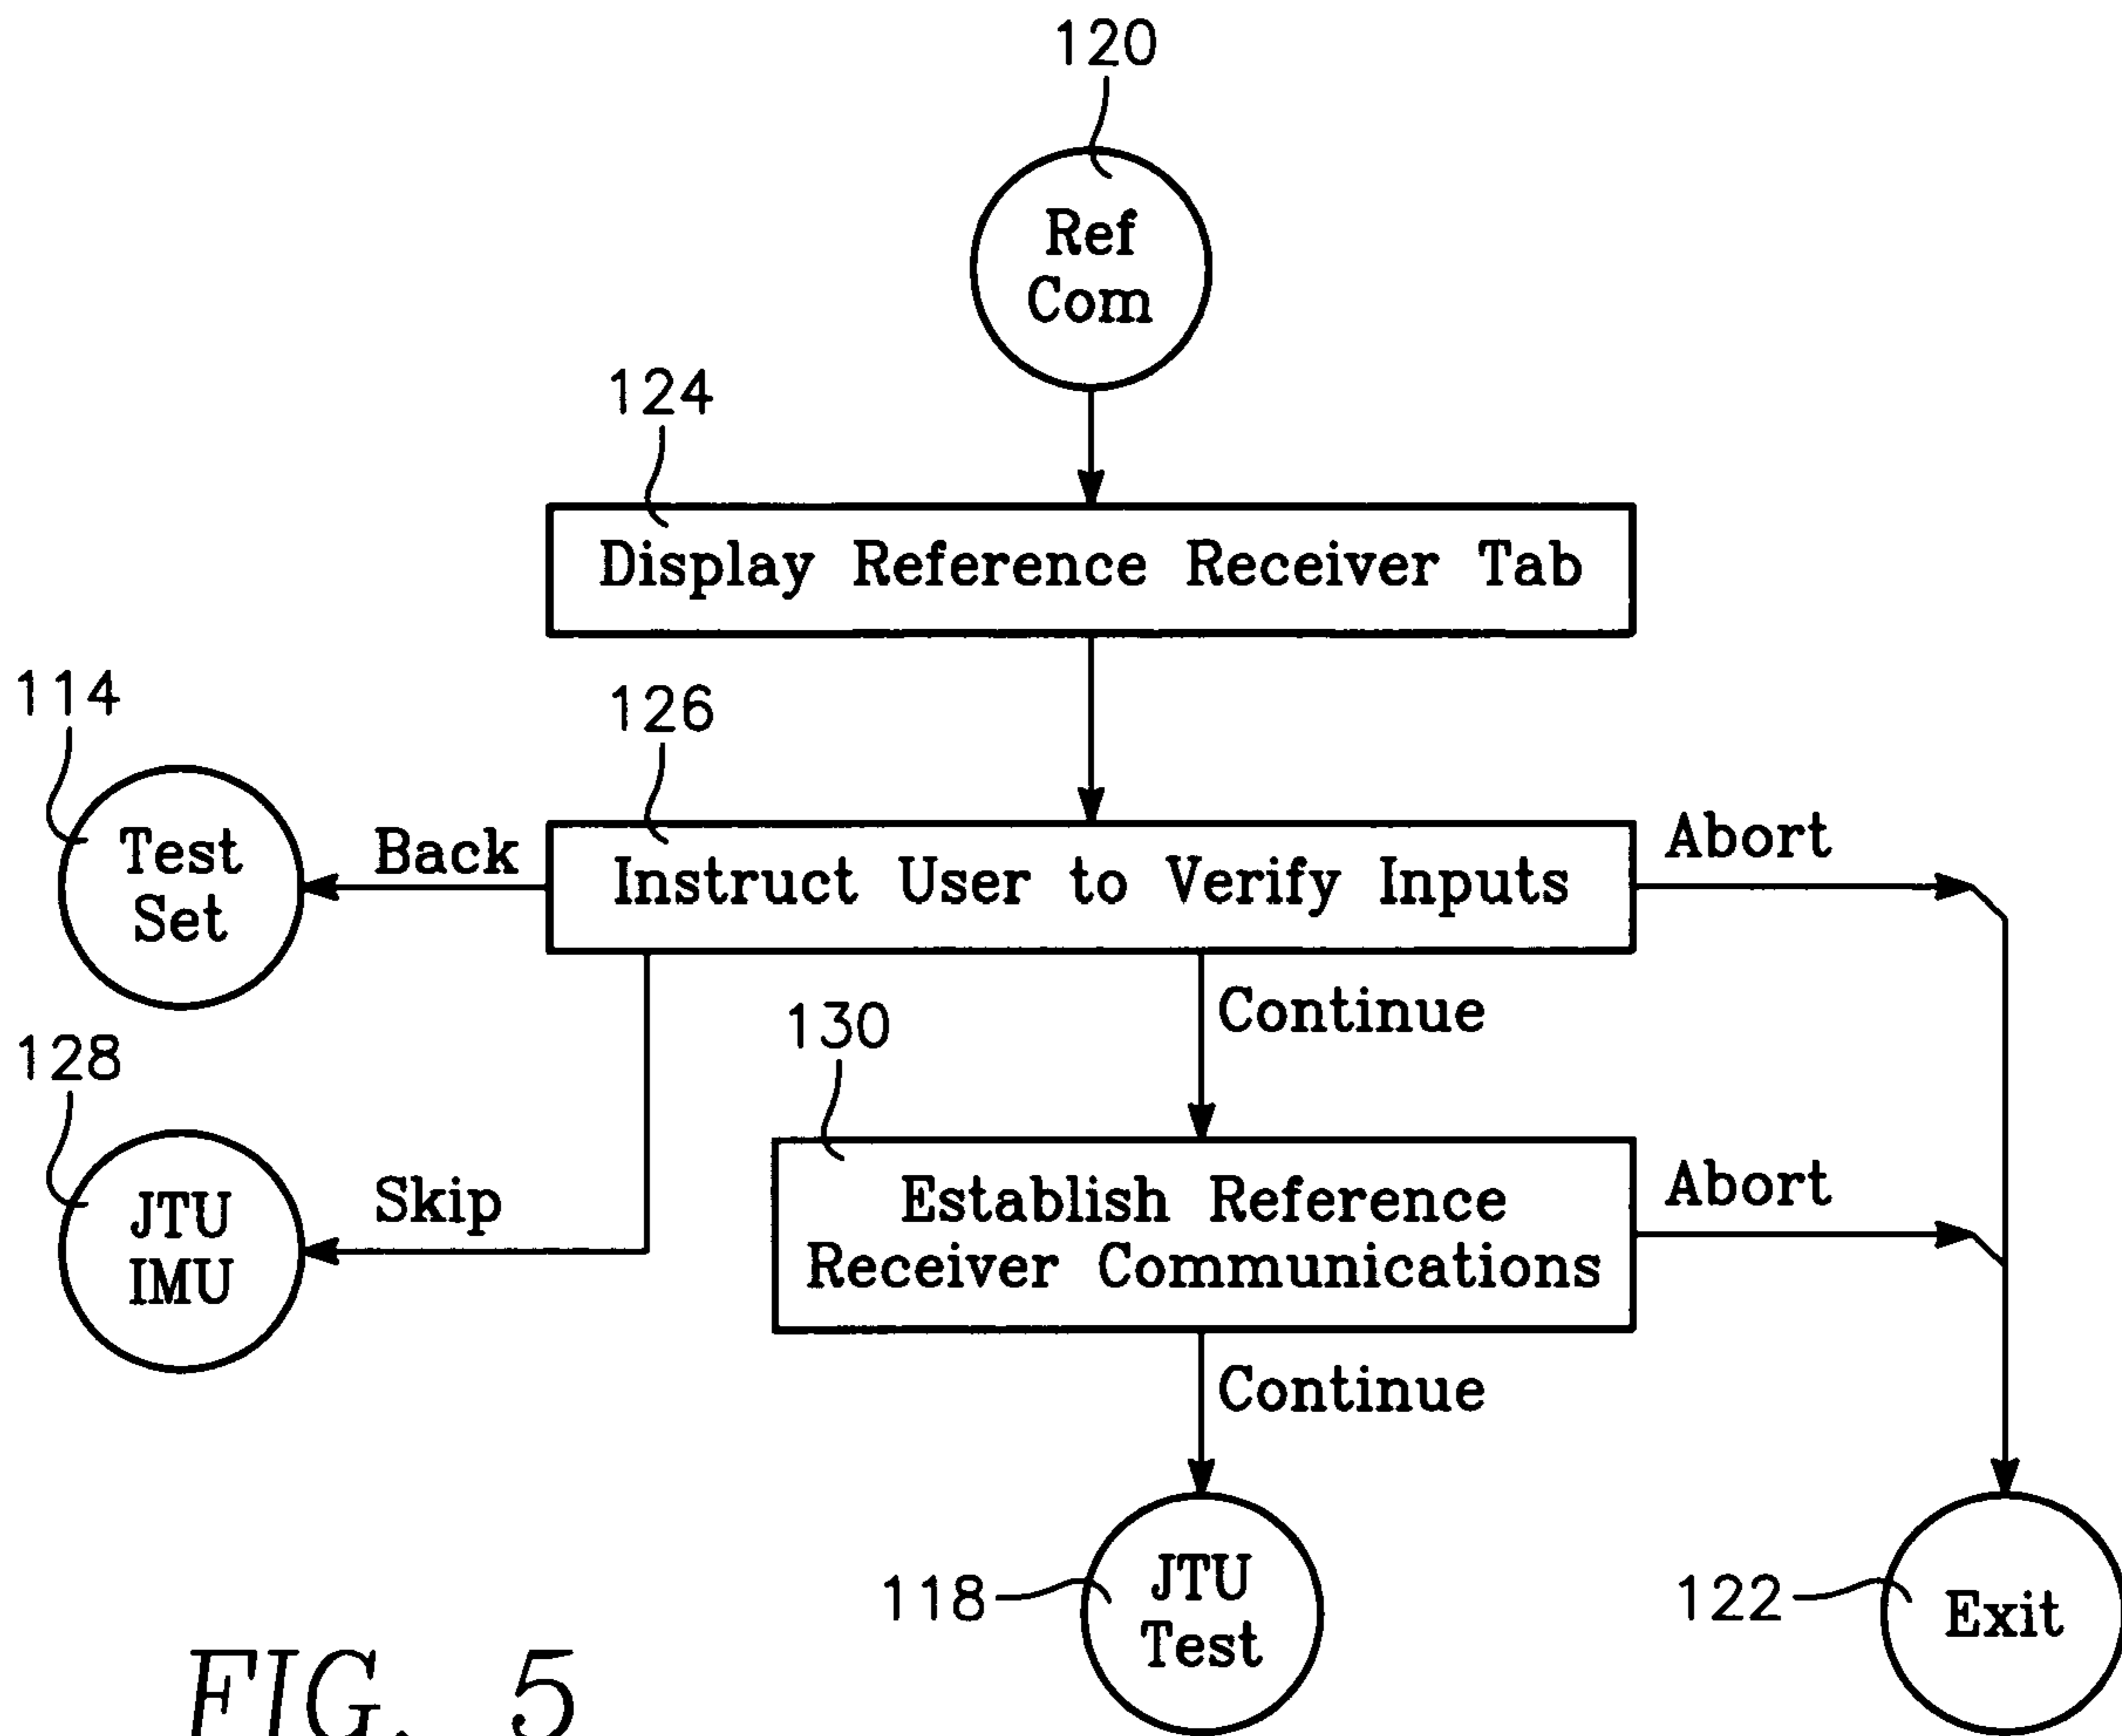 120
Ref
Com
124
Display Reference Receiver Tab
114
126
Test
Set
Back
Instruct User to Verify Inputs
Abort
Continue
128
130
JTU
IMU
Skip
Establish Reference
Receiver Communications
Abort
Continue
118
JTU
Test
122
Exit
FIG. 5